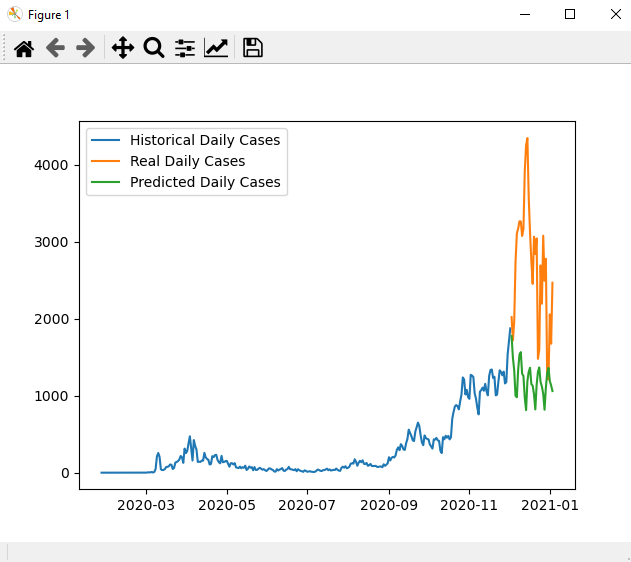 Figure 1
Historical Daily Cases
Real Daily Cases
Predicted Daily Cases
4000
3000
2000
1000
0
2020-03 2020-05 2020-07 2020-09 2020-11 2021-01